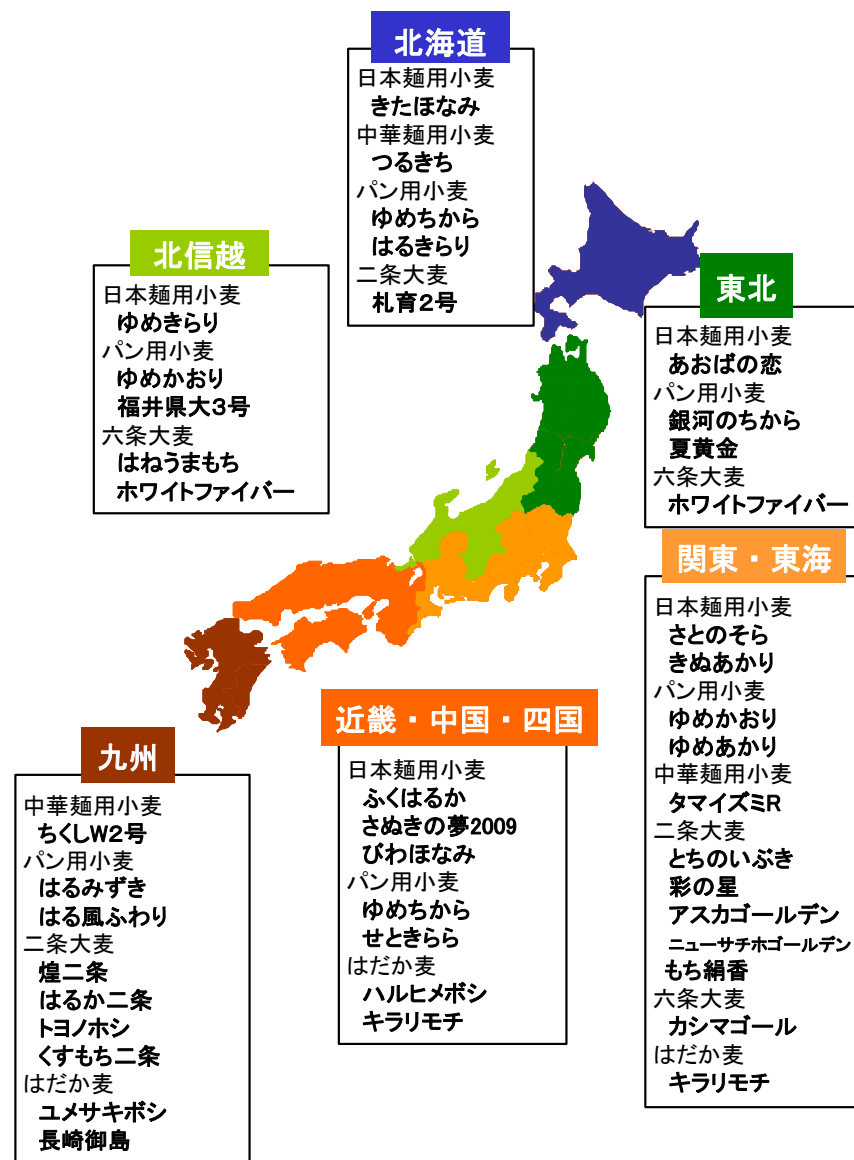 北海道
日本麺用小麦
きたほなみ
中華麺用小麦
つるきち
パン用小麦
ゆめちから
はるきらり
二条大麦
札育2号
北信越
日本麺用小麦
ゆめきらり
パン用小麦
ゆめかおり
福井県大3号
六条大麦
はねうまもち
ホワイトファイバー
東北
日本麺用小麦
あおばの恋
パン用小麦
銀河のちから
夏黄金
六条大麦
ホワイトファイバー
関東・東海
日本麺用小麦
さとのそら
きぬあかり
パン用小麦
ゆめかおり
ゆめあかり
中華麺用小麦
タマイズミR
二条大麦
とちのいぶき
彩の星
アスカゴールデン
ニューサチホゴールデン
もち絹香
六条大麦
カシマゴール
はだか麦
キラリモチ
近畿・中国・四国
日本麺用小麦
ふくはるか
さぬきの夢2009
びわほなみ
パン用小麦
ゆめちから
せときらら
はだか麦
ハルヒメボシ
キラリモチ
九州
中華麺用小麦
ちくしW2号
パン用小麦
はるみずき
はる風ふわり
二条大麦
煌二条
はるか二条
トヨノホシ
くすもち二条
はだか麦
ユメサキボシ
長崎御島